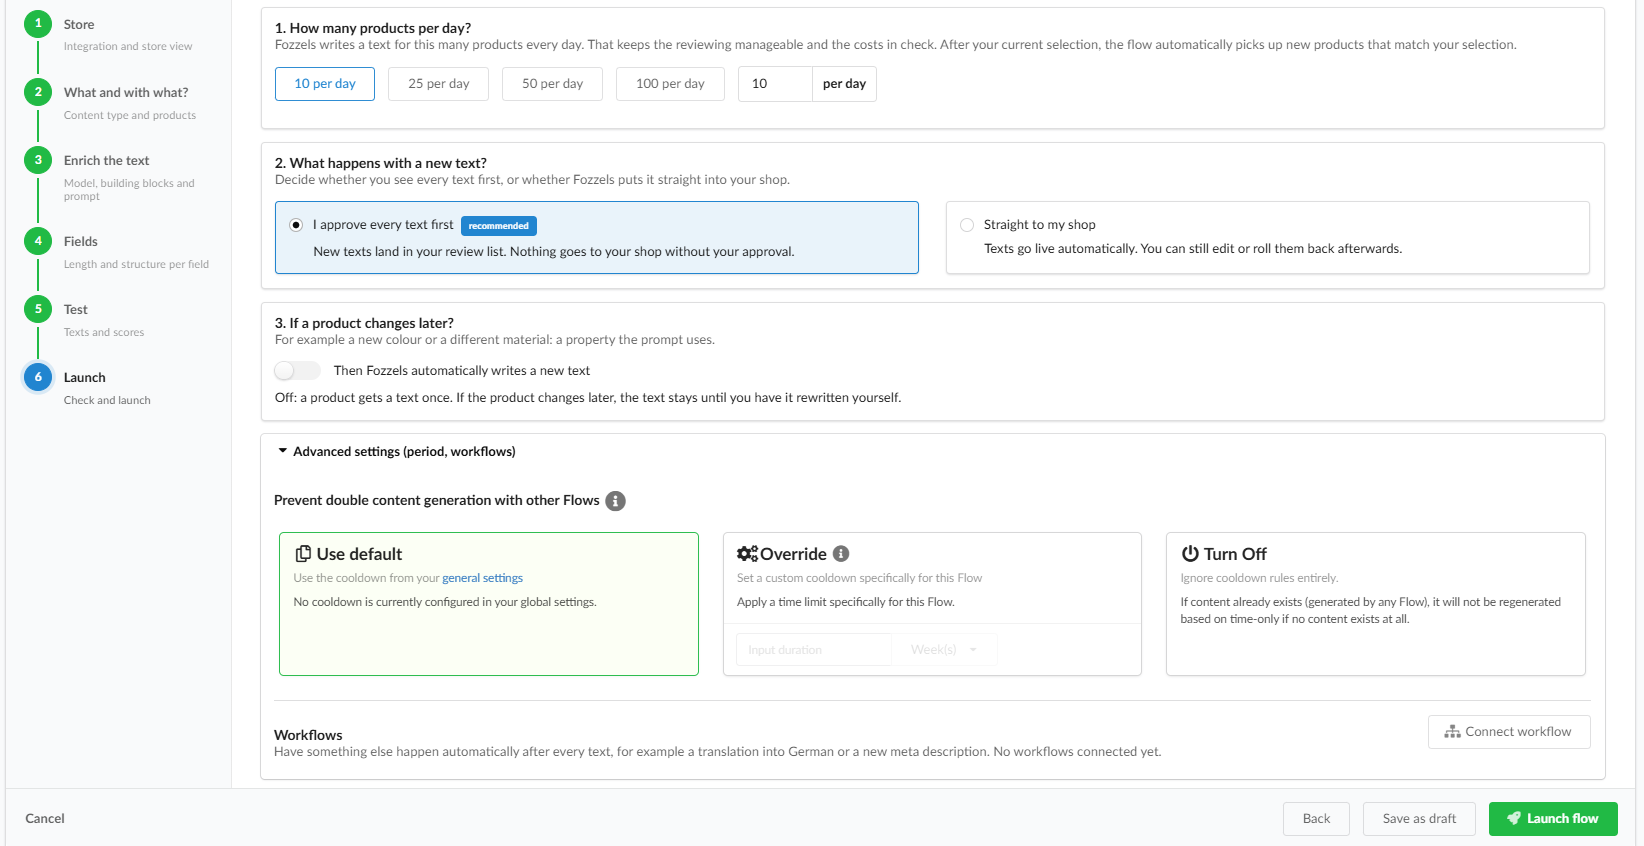 1
Store
Integration and store view
2
What and with what?
Content type and products
3
Enrich the text
Model, building blocks and
prompt
4
Fields
Length and structure per field
5
Test
Texts and scores
6
Launch
Check and launch
1. How many products per day?
Fozzels writes a text for this many products every day. That keeps the reviewing manageable and the costs in check. After your current selection, the flow automatically picks up new products that match your selection.
10 per day 25 per day 50 per day 100 per day 10 per day
2. What happens with a new text?
Decide whether you see every text first, or whether Fozzels puts it straight into your shop.
I approve every text first recommended
New texts land in your review list. Nothing goes to your shop without your approval.
Straight to my shop
Texts go live automatically. You can still edit or roll them back afterwards.
3. If a product changes later?
For example a new colour or a different material: a property the prompt uses.
Then Fozzels automatically writes a new text
Off: a product gets a text once. If the product changes later, the text stays until you have it rewritten yourself.
Advanced settings (period, workflows)
Prevent double content generation with other Flows
Use default
Use the cooldown from your general settings
No cooldown is currently configured in your global settings.
Override
Set a custom cooldown specifically for this Flow
Apply a time limit specifically for this Flow.
Input duration Week(s)
Turn Off
Ignore cooldown rules entirely.
If content already exists (generated by any Flow), it will not be regenerated
based on time-only if no content exists at all.
Workflows
Have something else happen automatically after every text, for example a translation into German or a new meta description. No workflows connected yet.
Connect workflow
Cancel
Back
Save as draft
Launch flow